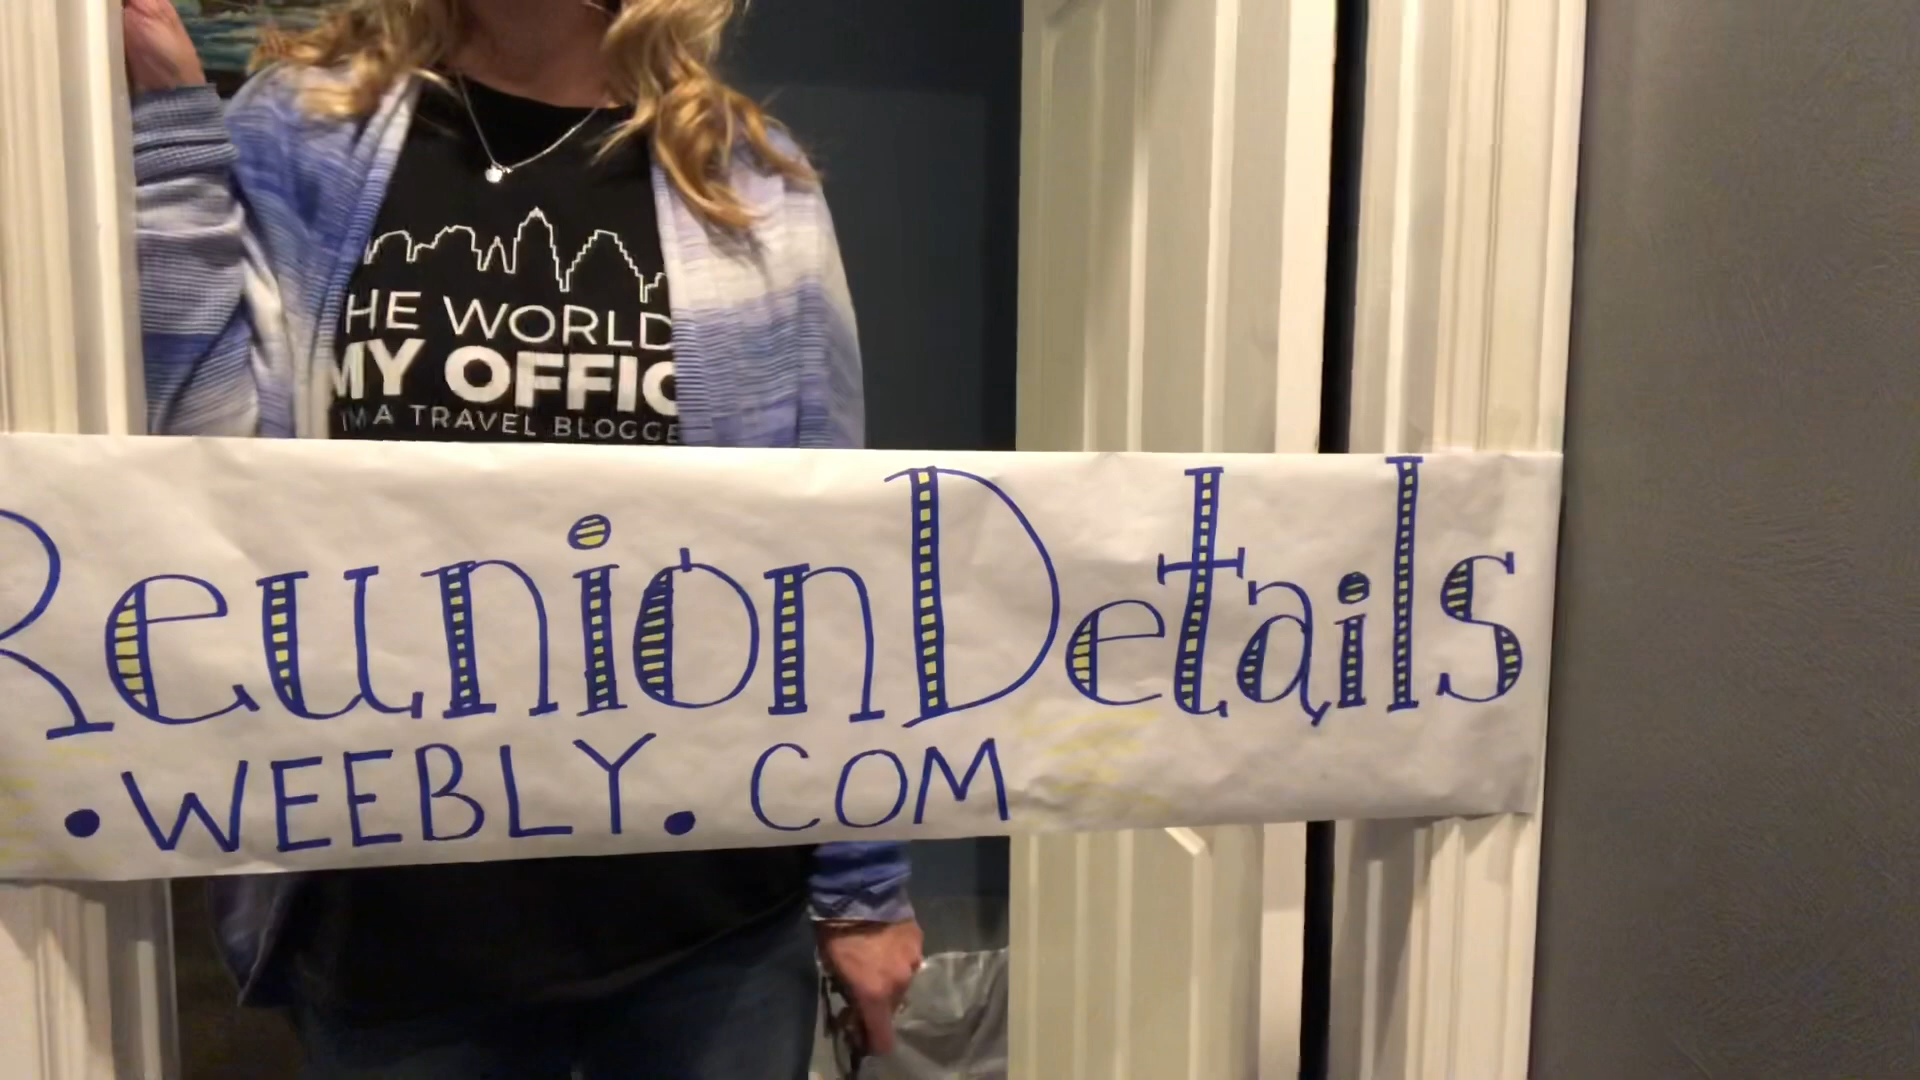 HE WORLD
MY OFFIC
I'M A TRAVEL BLOGGE
ReunionDetails
.WEEBLY.COM